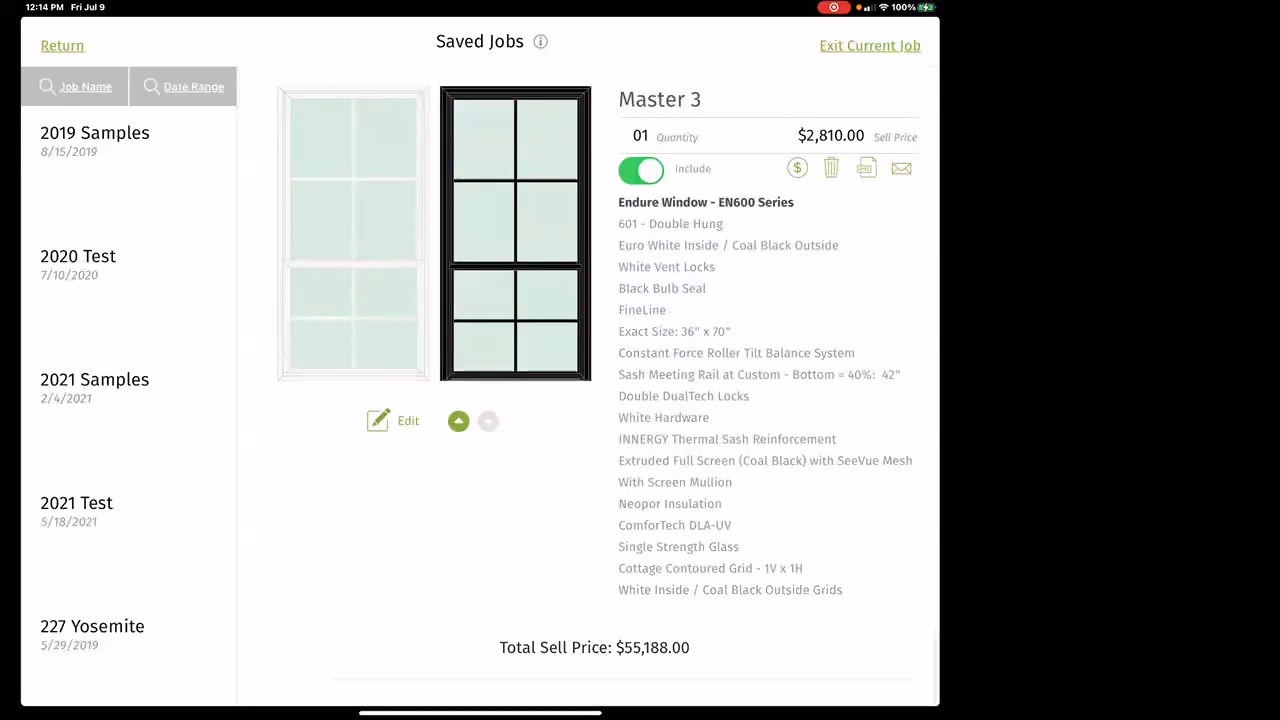 12:14 PM Fri Jul 9
100%
Return
Saved Jobs
Exit Current Job
Job Name
Date Range
2019 Samples
8/15/2019
2020 Test
7/10/2020
2021 Samples
2/4/2021
2021 Test
5/18/2021
227 Yosemite
5/29/2019
Edit
Master 3
01 Quantity
$2,810.00 Sell Price
Include
$
Endure Window - EN600 Series
601 - Double Hung
Euro White Inside / Coal Black Outside
White Vent Locks
Black Bulb Seal
FineLine
Exact Size: 36" x 70"
Constant Force Roller Tilt Balance System
Sash Meeting Rail at Custom - Bottom = 40%: 42"
Double DualTech Locks
White Hardware
INNERGY Thermal Sash Reinforcement
Extruded Full Screen (Coal Black) with SeeVue Mesh
With Screen Mullion
Neopor Insulation
ComforTech DLA-UV
Single Strength Glass
Cottage Contoured Grid - 1V x 1H
White Inside / Coal Black Outside Grids
Total Sell Price: $55,188.00